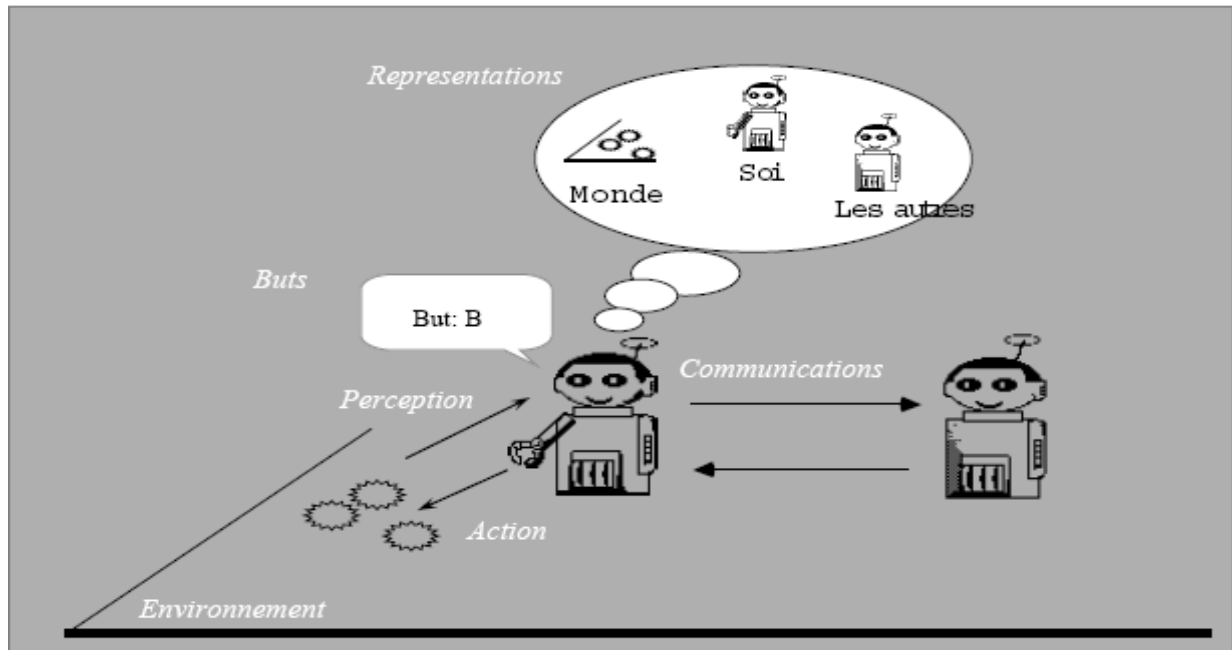 Representations
Soi
Monde
Les autres
Buts
But: B
Communications
Perception
Action
Environnement